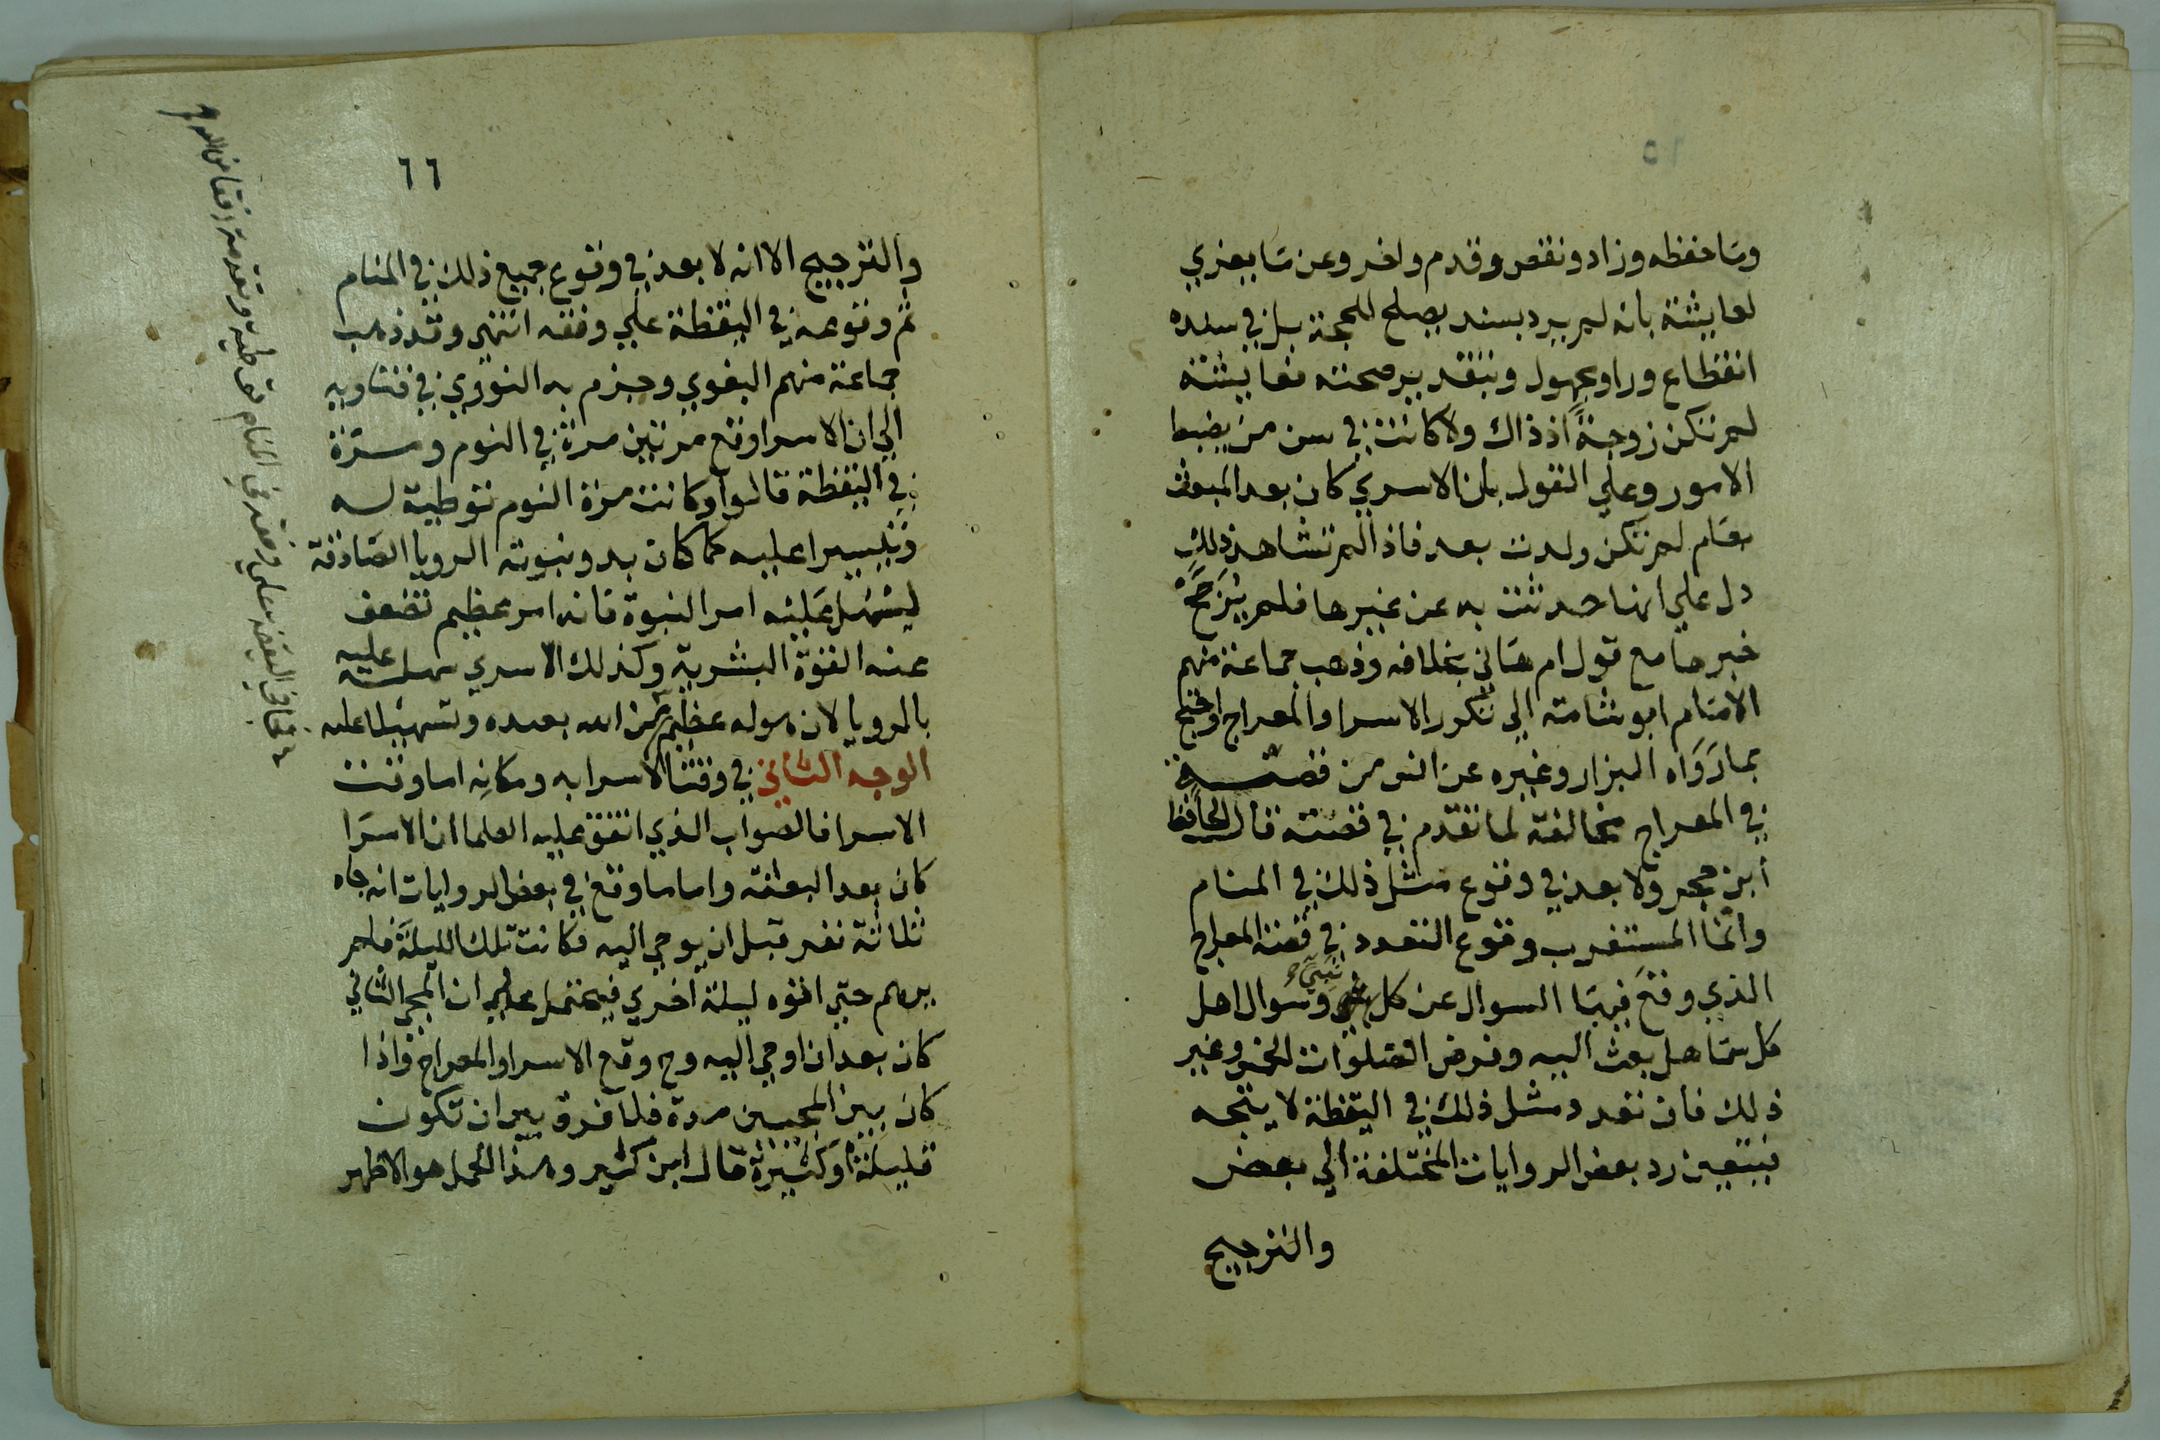 وما حفظه وزاد ونقص وقدم واخر وعن ما يعزي
لعايشة بانه لم يرد بسند يصلح للحجة بل في سنده
انقطاع وراو مجهول وبتقدير صحته فعايشة
لم تكن زوجة اذ ذاك ولا كانت في سن من يضبط
الامور وعلي القول بان الاسري كان بعد المبعث
بعام لم تكن ولدت بعد فاذا لم تشاهد ذلك
دل علي انها حدثت به عن غيرها فلم يرجح
خبرها مع قول ام هاني بخلافه وذهب جماعة منهم
الامام ابو شامة الي تكرر الاسرا والمعراج واحتج
بما رواه البزار وغيره عن انس من قصته
في المعراج مخالفة لما تقدم في قصته قال الحافظ
ابن حجر ولا بعد في وقوع مثل ذلك في المنام
وانما المستغرب وقوع التعدد في قصة المعراج
الذي وقع فيها السوال عن كل نبي وسوال اهل
كل سما هل بعث اليه وفرض الصلوات الخمس وغير
ذلك فان تعدد مثل ذلك في اليقظة لا يتجه
فيتعين رد بعض الروايات المختلفة الي بعض
والترجيح
٦٦
والترجيح الا انه لا بعد في وقوع جميع ذلك في المنام
ثم وقوعه في اليقظة علي وفقه انتهي وقد ذهب
جماعة منهم البغوي وجزم به النووي في فتاويه
الي ان الاسرا وقع مرتين مرة في النوم ومرة
في اليقظة قالوا وكانت مرة النوم توطية له
وتيسيرا عليه كما كان بدو نبوته الرويا الصادقة
ليسهل عليه امر النبوة فانه امر عظيم تضعف
عنه القوة البشرية وكذلك الاسري سهله عليه
بالرويا لان هوله عظيم من الله بعبده وتسهيلا عليه
الوجه الثاني في وقت الاسرا به ومكانه اما وقت
الاسرا فالصواب الذي اتفق عليه العلما ان الاسرا
كان بعد البعثة واما ما وقع في بعض الروايات انه جاه
ثلاثة نفر قبل ان يوحي اليه فكانت تلك الليلة فلم
يرهم حتي اتوه ليلة اخري فيحتمل علي ان المجي الثاني
كان بعد ان اوحي اليه وح وقع الاسرا والمعراج فاذا
كان بين المجيين مدة فلا فرق بين ان تكون
قليلة او كثيرة قال ابن كثير وهذا الحمل هو الاظهر